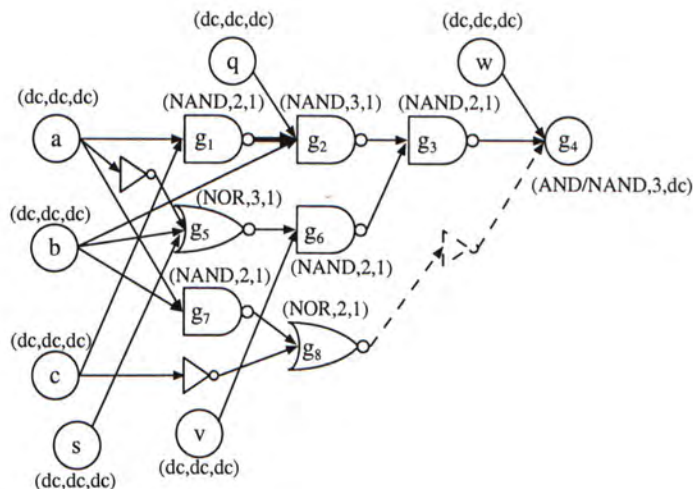 (dc,dc,dc) (dc,dc,dc)
q w
(dc,dc,dc) (NAND,2,1) (NAND,3,1) (NAND,2,1)
a g1 g2 g3 g4
(NOR,3,1) (AND/NAND,3,dc)
(dc,dc,dc)
b g5 g6
(NAND,2,1) (NAND,2,1)
(NOR,2,1)
g7
(dc,dc,dc) g8
c
s v
(dc,dc,dc) (dc,dc,dc)